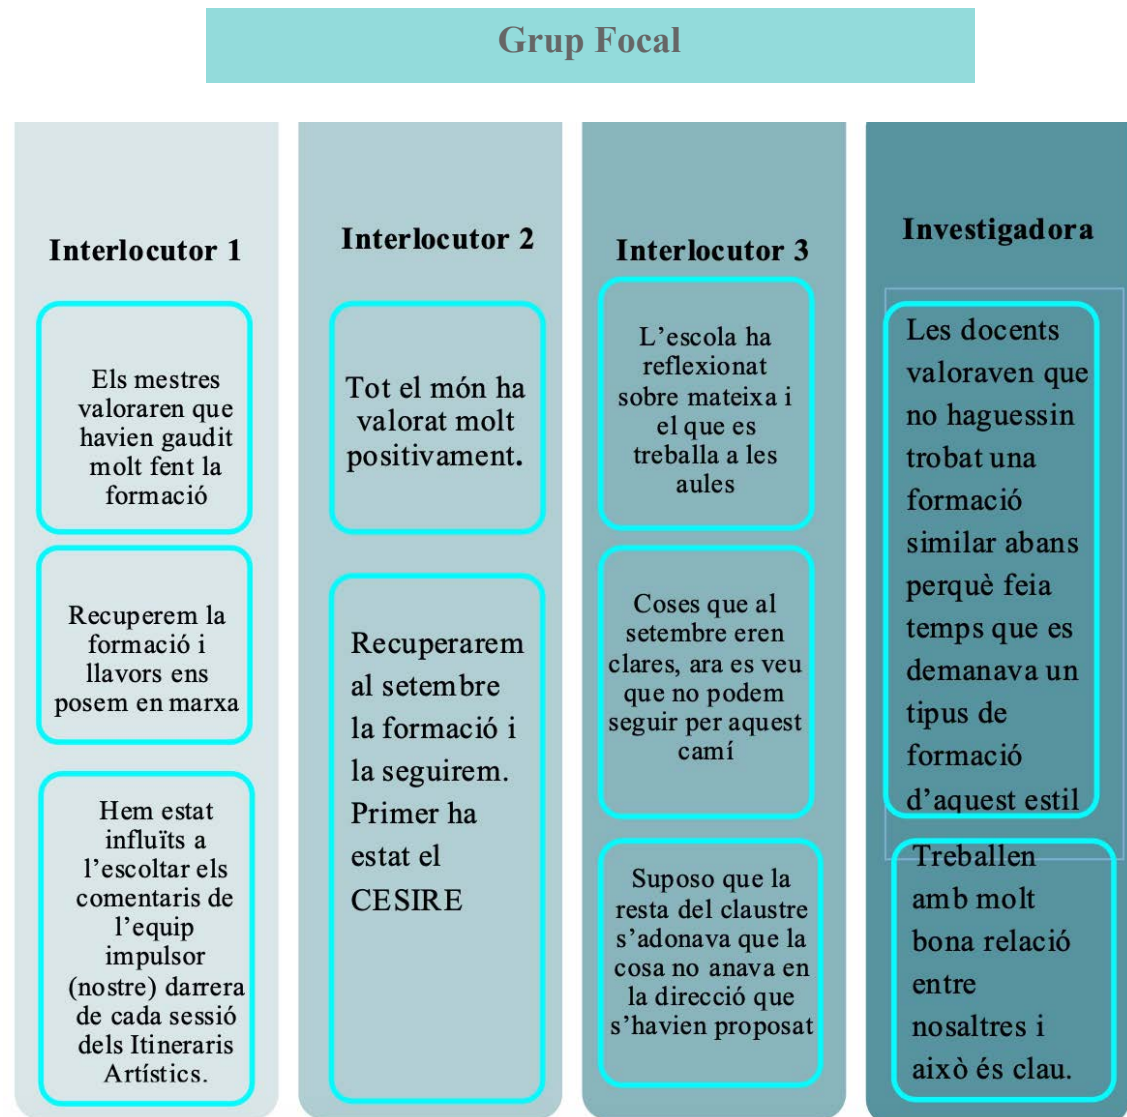 Grup Focal
Interlocutor 1
Els mestres
valoraren que
havien gaudit
molt fent la
formació
Recuperem la
formació i
llavors ens
posem en marxa
Hem estat
influïts a
l'escoltar els
comentaris de
l'equip
impulsor
(nostre) darrera
de cada sessió
dels Itineraris
Artístics.
Interlocutor 2
Tot el món ha
valorat molt
positivament.
Recuperarem
al setembre
la formació i
la seguirem.
Primer ha
estat el
CESIRE
Interlocutor 3
L'escola ha
reflexionat
sobre mateixa i
el que es
treballa a les
aules
Coses que al
setembre eren
clares, ara es veu
que no podem
seguir per aquest
camí
Suposo que la
resta del claustre
s'adonava que la
cosa no anava en
la direcció que
s'havien proposat
Investigadora
Les docents
valoraven que
no haguessin
trobat una
formació
similar abans
perquè feia
temps que es
demanava un
tipus de
formació
d'aquest estil
Treballen
amb molt
bona relació
entre
nosaltres i
això és clau.